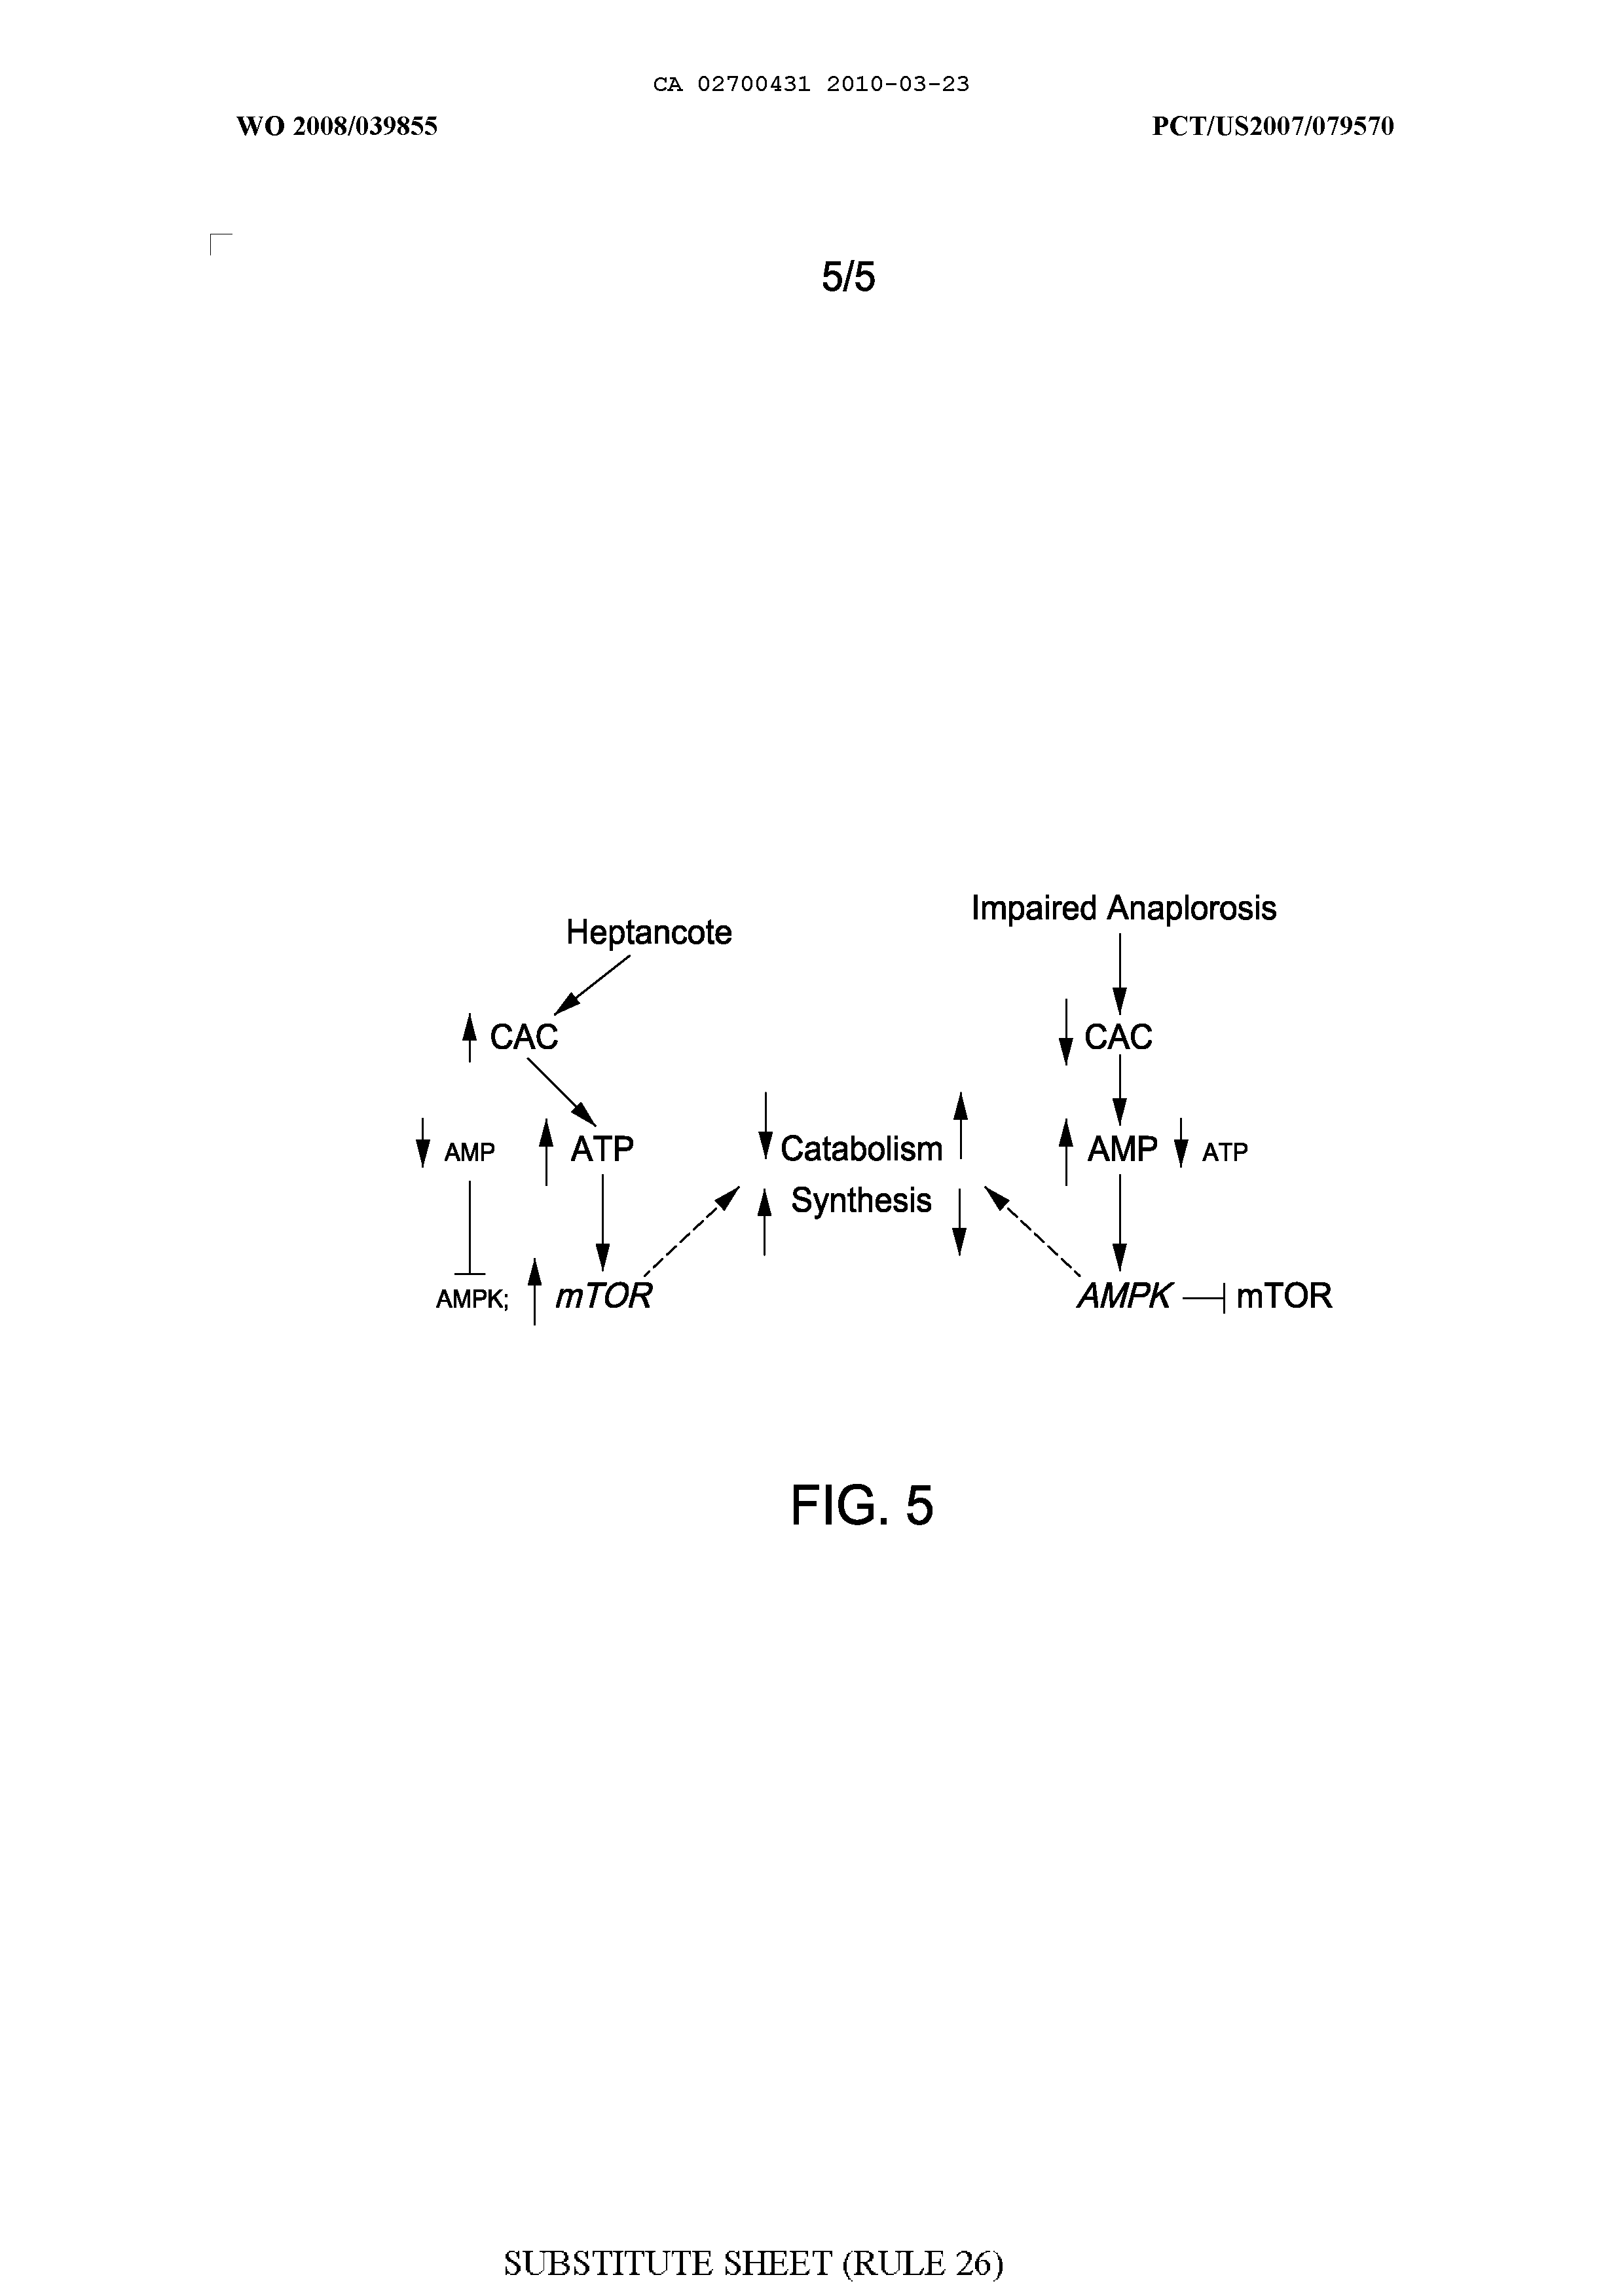 CA 02700431 2010-03-23
WO 2008/039855 PCT/US2007/079570
5/5
Impaired Anaplorosis
Heptancote
CAC CAC
AMP ATP Catabolism AMP ATP
Synthesis
AMPK; mTOR AMPK mTOR
FIG. 5
SUBSTITUTE SHEET (RULE 26)